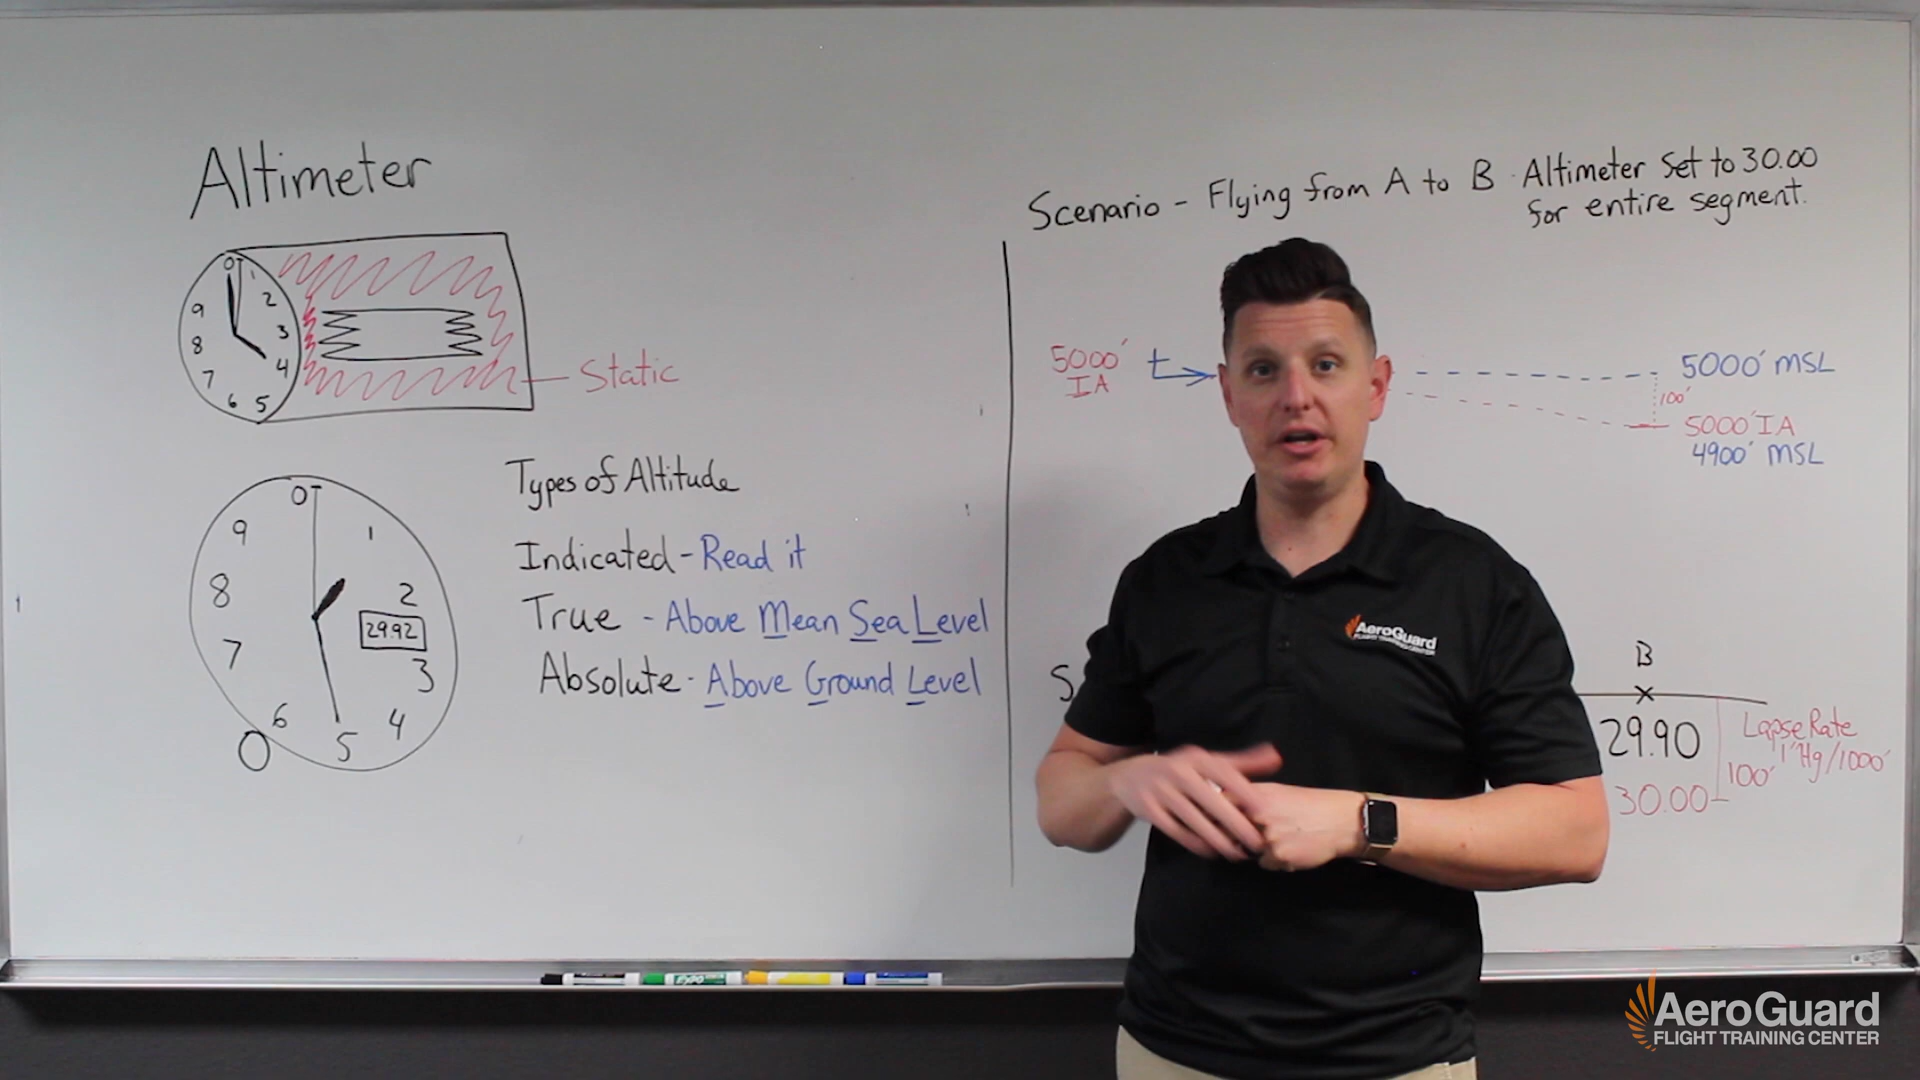 Altimeter
0
1
2
3
4
5
6
7
8
9
Static
0
1
2
29.92
3
4
5
6
7
8
9
0
Types of Altitude
Indicated - Read it
True - Above Mean Sea Level
Absolute - Above Ground Level
Scenario - Flying from A to B . Altimeter Set to 30.00
for entire segment.
5000' IA
5000' MSL
100'
5000' IA
4900' MSL
S
B
29.90
30.00
100'
Lapse Rate
1"Hg/1000'
AeroGuard
FLIGHT TRAINING CENTER
EXPO
AeroGuard
FLIGHT TRAINING CENTER